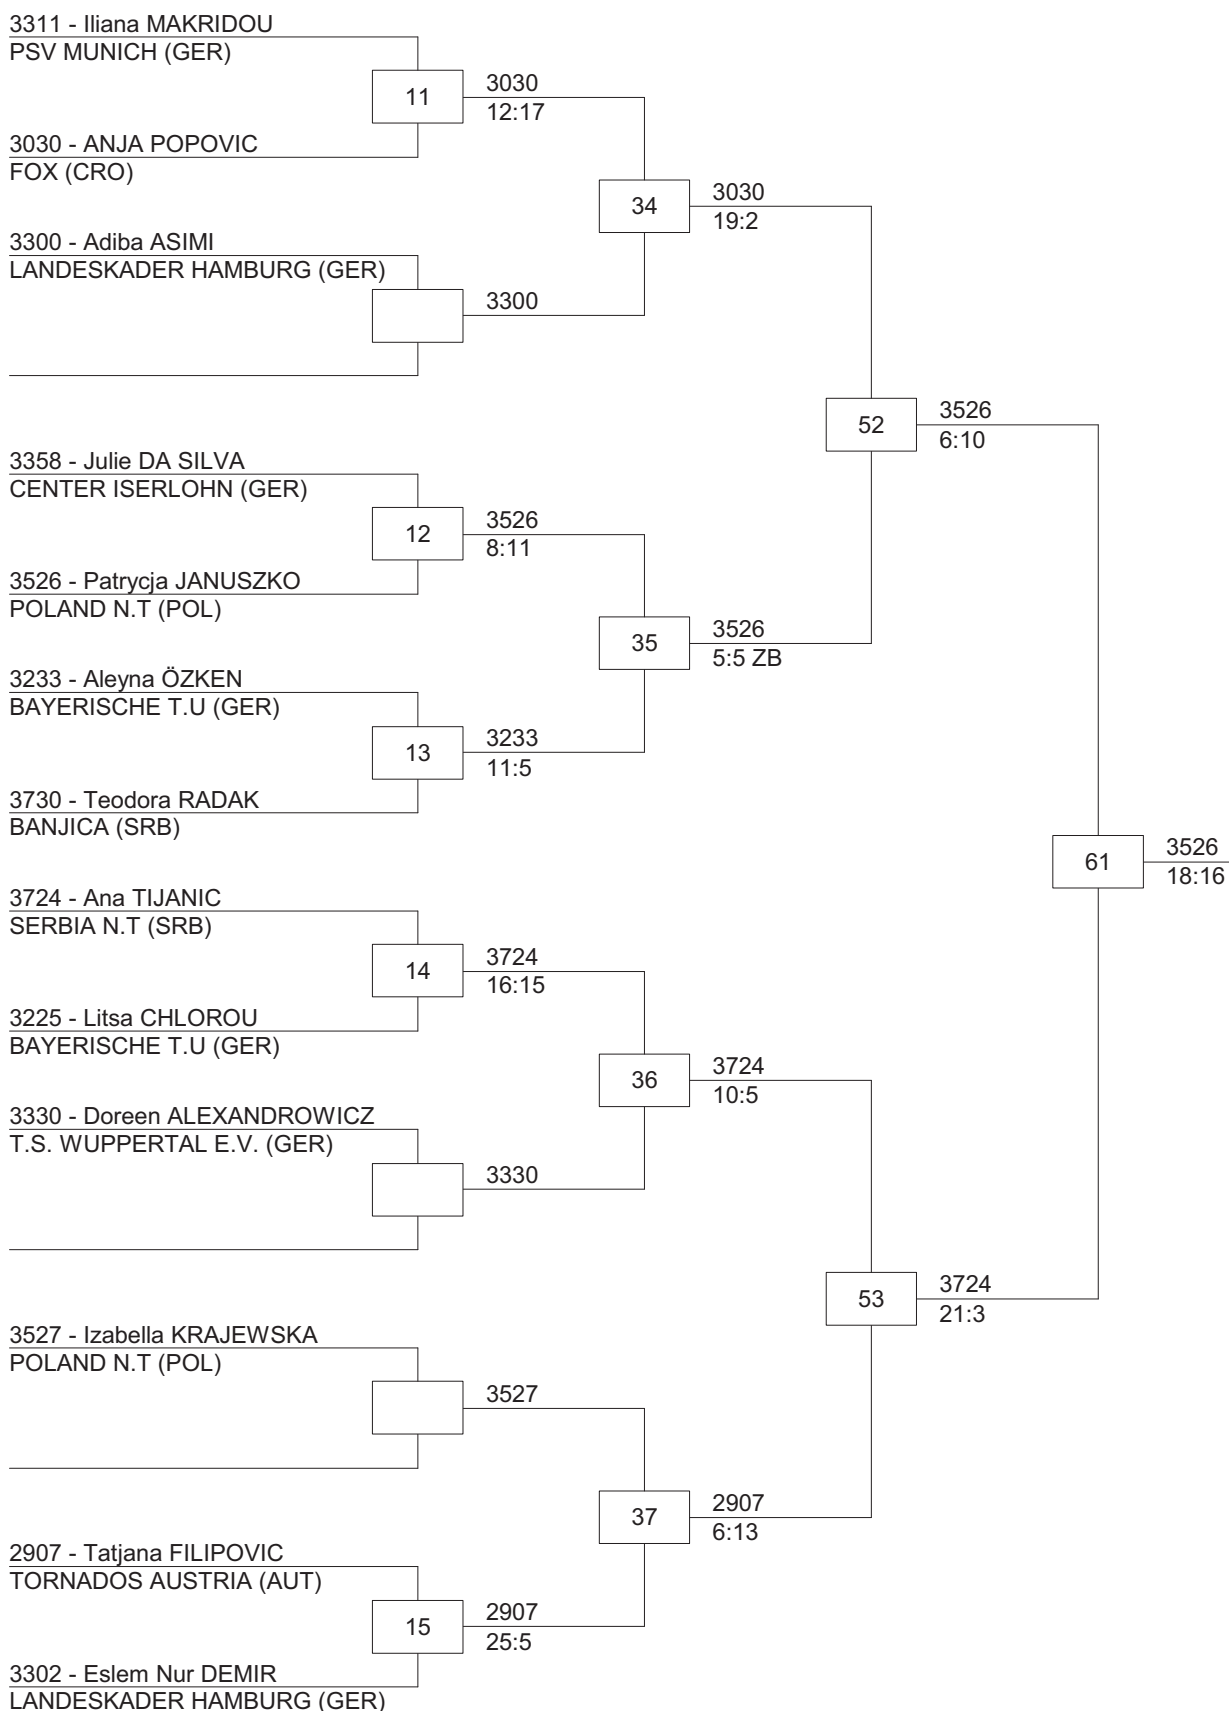 3311 - Iliana MAKRIDOU
PSV MUNICH (GER)
11
3030
12:17
3030 - ANJA POPOVIC
FOX (CRO)
34
3030
19:2
3300 - Adiba ASIMI
LANDESKADER HAMBURG (GER)
3300
52
3526
6:10
3358 - Julie DA SILVA
CENTER ISERLOHN (GER)
12
3526
8:11
3526 - Patrycja JANUSZKO
POLAND N.T (POL)
35
3526
5:5 ZB
3233 - Aleyna ÖZKEN
BAYERISCHE T.U (GER)
13
3233
11:5
3730 - Teodora RADAK
BANJICA (SRB)
61
3526
18:16
3724 - Ana TIJANIC
SERBIA N.T (SRB)
14
3724
16:15
3225 - Litsa CHLOROU
BAYERISCHE T.U (GER)
36
3724
10:5
3330 - Doreen ALEXANDROWICZ
T.S. WUPPERTAL E.V. (GER)
3330
53
3724
21:3
3527 - Izabella KRAJEWSKA
POLAND N.T (POL)
3527
37
2907
6:13
2907 - Tatjana FILIPOVIC
TORNADOS AUSTRIA (AUT)
15
2907
25:5
3302 - Eslem Nur DEMIR
LANDESKADER HAMBURG (GER)